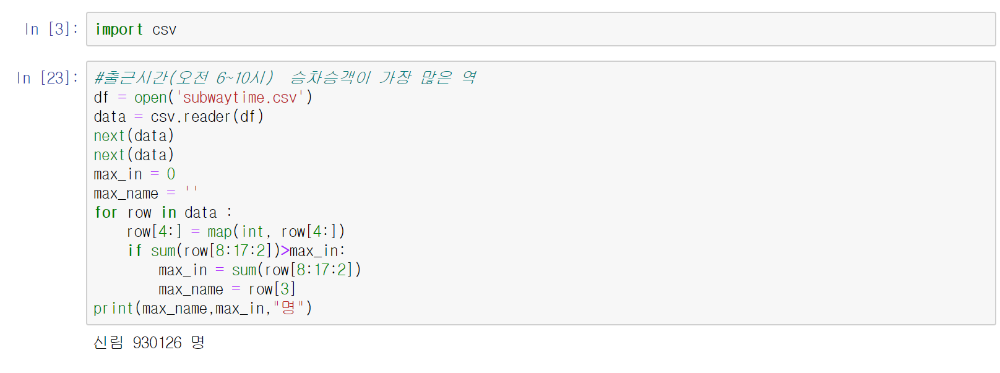 In [3]: import csv
In [23]: #출근시간(오전 6~10시)  승차승객이 가장 많은 역
df = open('subwaytime.csv')
data = csv.reader(df)
next(data)
next(data)
max_in = 0
max_name = ''
for row in data :
    row[4:] = map(int, row[4:])
    if sum(row[8:17:2])>max_in:
        max_in = sum(row[8:17:2])
        max_name = row[3]
print(max_name,max_in,"명")
신림 930126 명